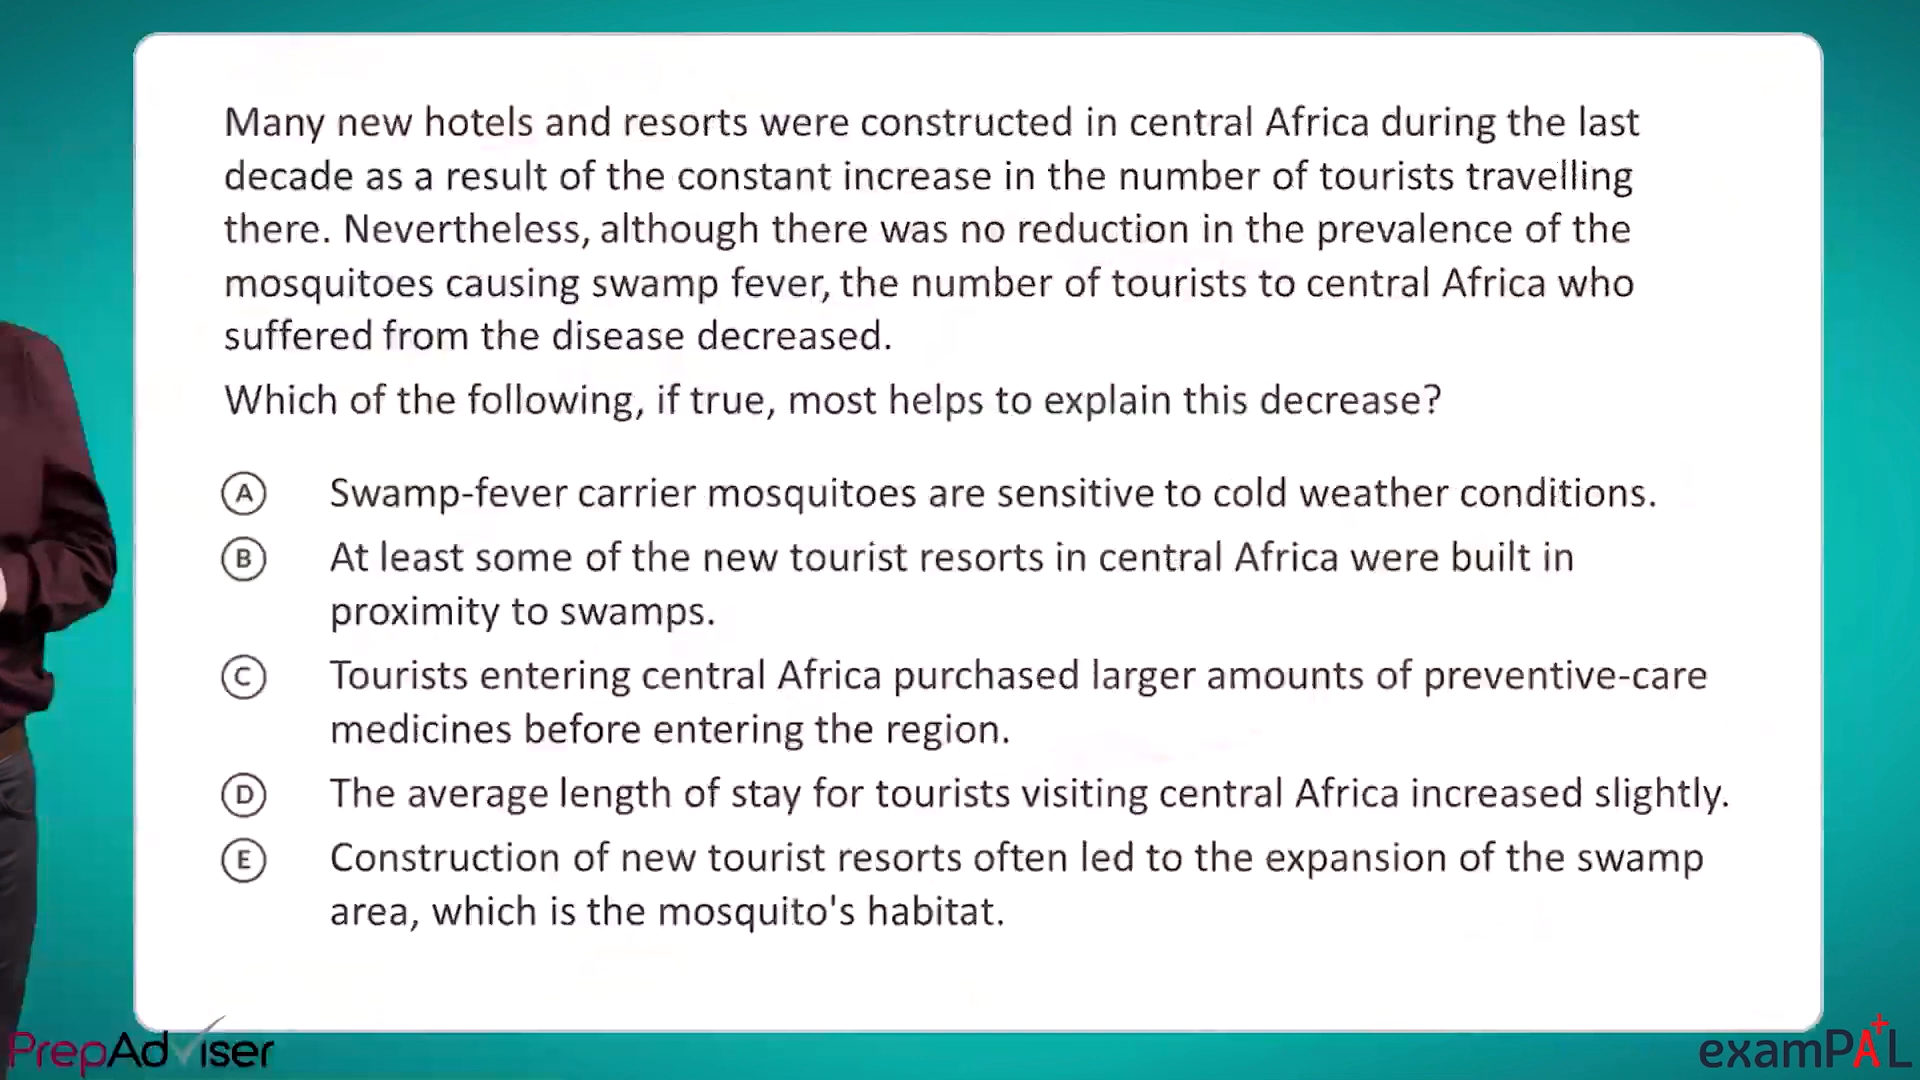 Many new hotels and resorts were constructed in central Africa during the last
decade as a result of the constant increase in the number of tourists travelling
there. Nevertheless, although there was no reduction in the prevalence of the
mosquitoes causing swamp fever, the number of tourists to central Africa who
suffered from the disease decreased.
Which of the following, if true, most helps to explain this decrease?
A Swamp-fever carrier mosquitoes are sensitive to cold weather conditions.
B At least some of the new tourist resorts in central Africa were built in
proximity to swamps.
C Tourists entering central Africa purchased larger amounts of preventive-care
medicines before entering the region.
D The average length of stay for tourists visiting central Africa increased slightly.
E Construction of new tourist resorts often led to the expansion of the swamp
area, which is the mosquito's habitat.
PrepAdviser
examPAL